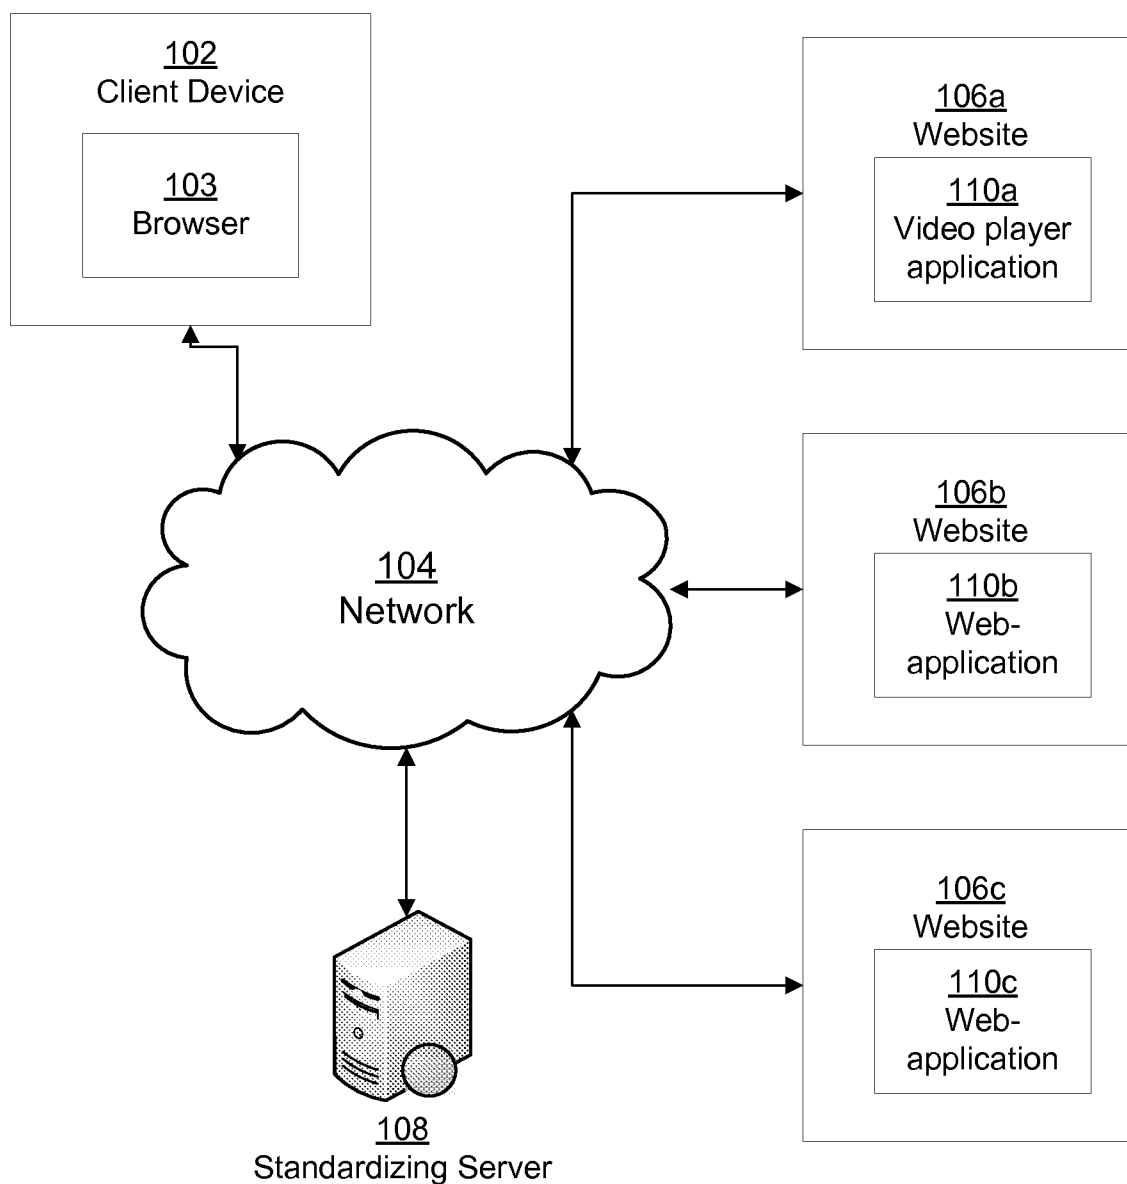 102
Client Device
103
Browser
106a
Website
110a
Video player
application
104
Network
106b
Website
110b
Web-
application
106c
Website
110c
Web-
application
108
Standardizing Server